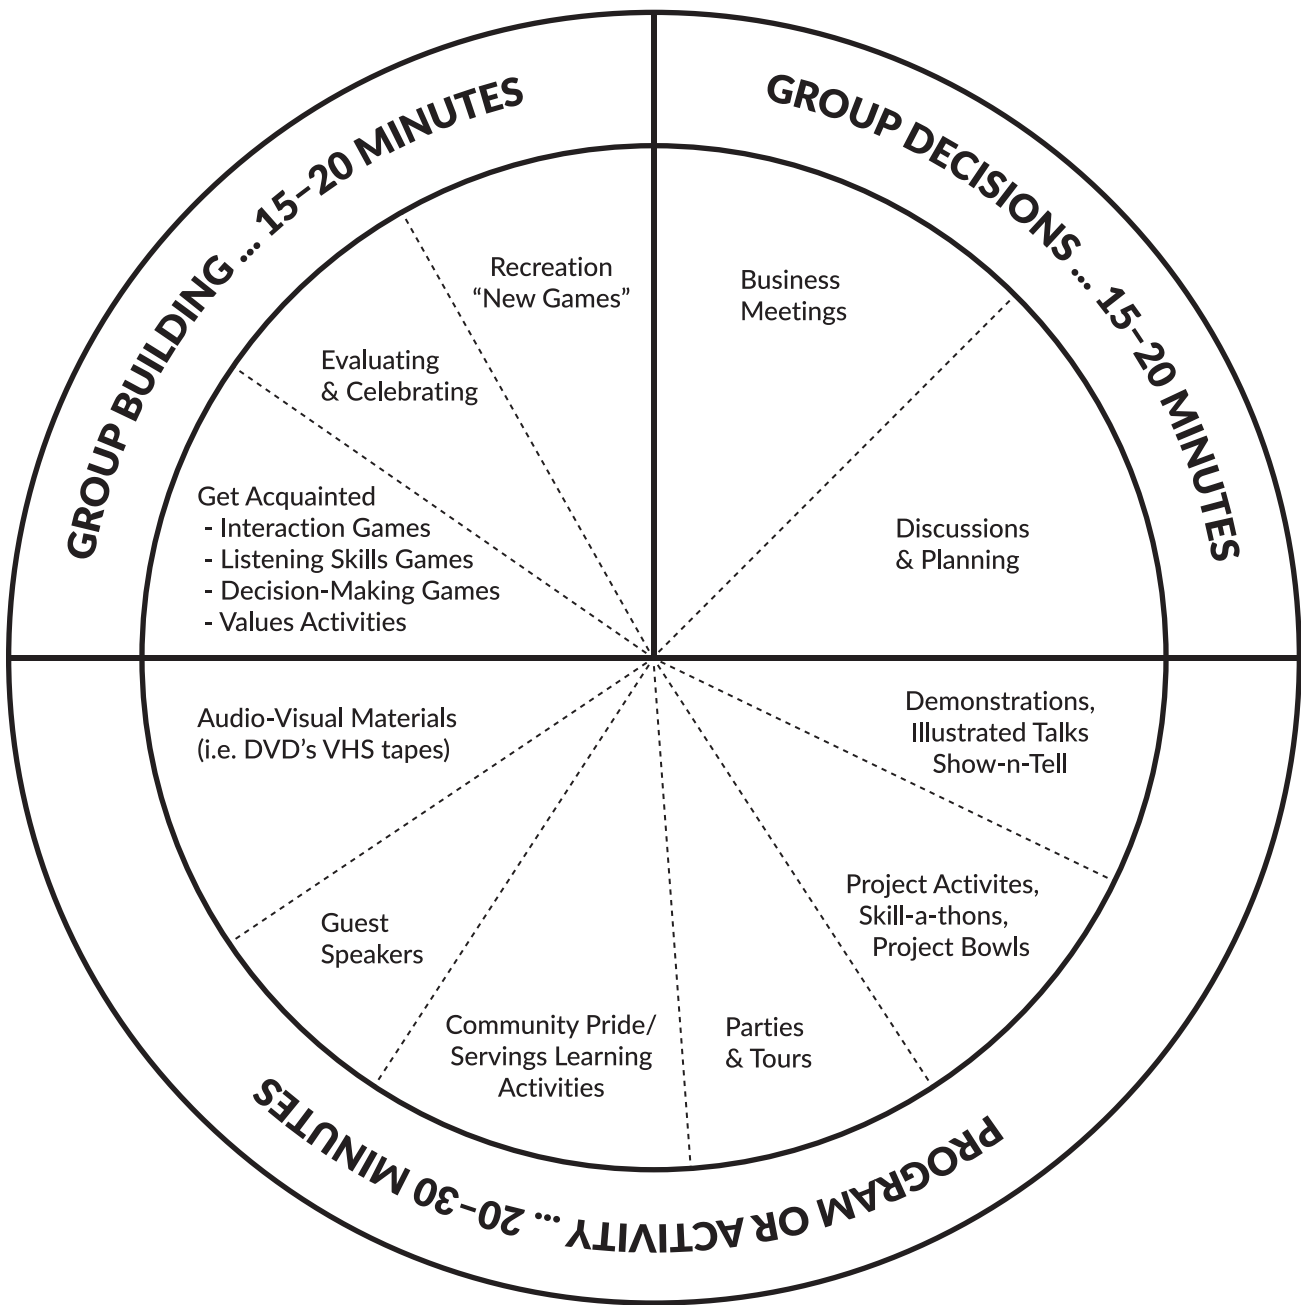 GROUP BUILDING ... 15–20 MINUTES
GROUP DECISIONS ... 15–20 MINUTES
Recreation
“New Games”
Evaluating
& Celebrating
Get Acquainted
- Interaction Games
- Listening Skills Games
- Decision-Making Games
- Values Activities
Business
Meetings
Discussions
& Planning
Demonstrations,
Illustrated Talks
Show-n-Tell
Project Activites,
Skill-a-thons,
Project Bowls
Parties
& Tours
Community Pride/
Servings Learning
Activities
Guest
Speakers
Audio-Visual Materials
(i.e. DVD’s VHS tapes)
PROGRAM OR ACTIVITY ... 20–30 MINUTES